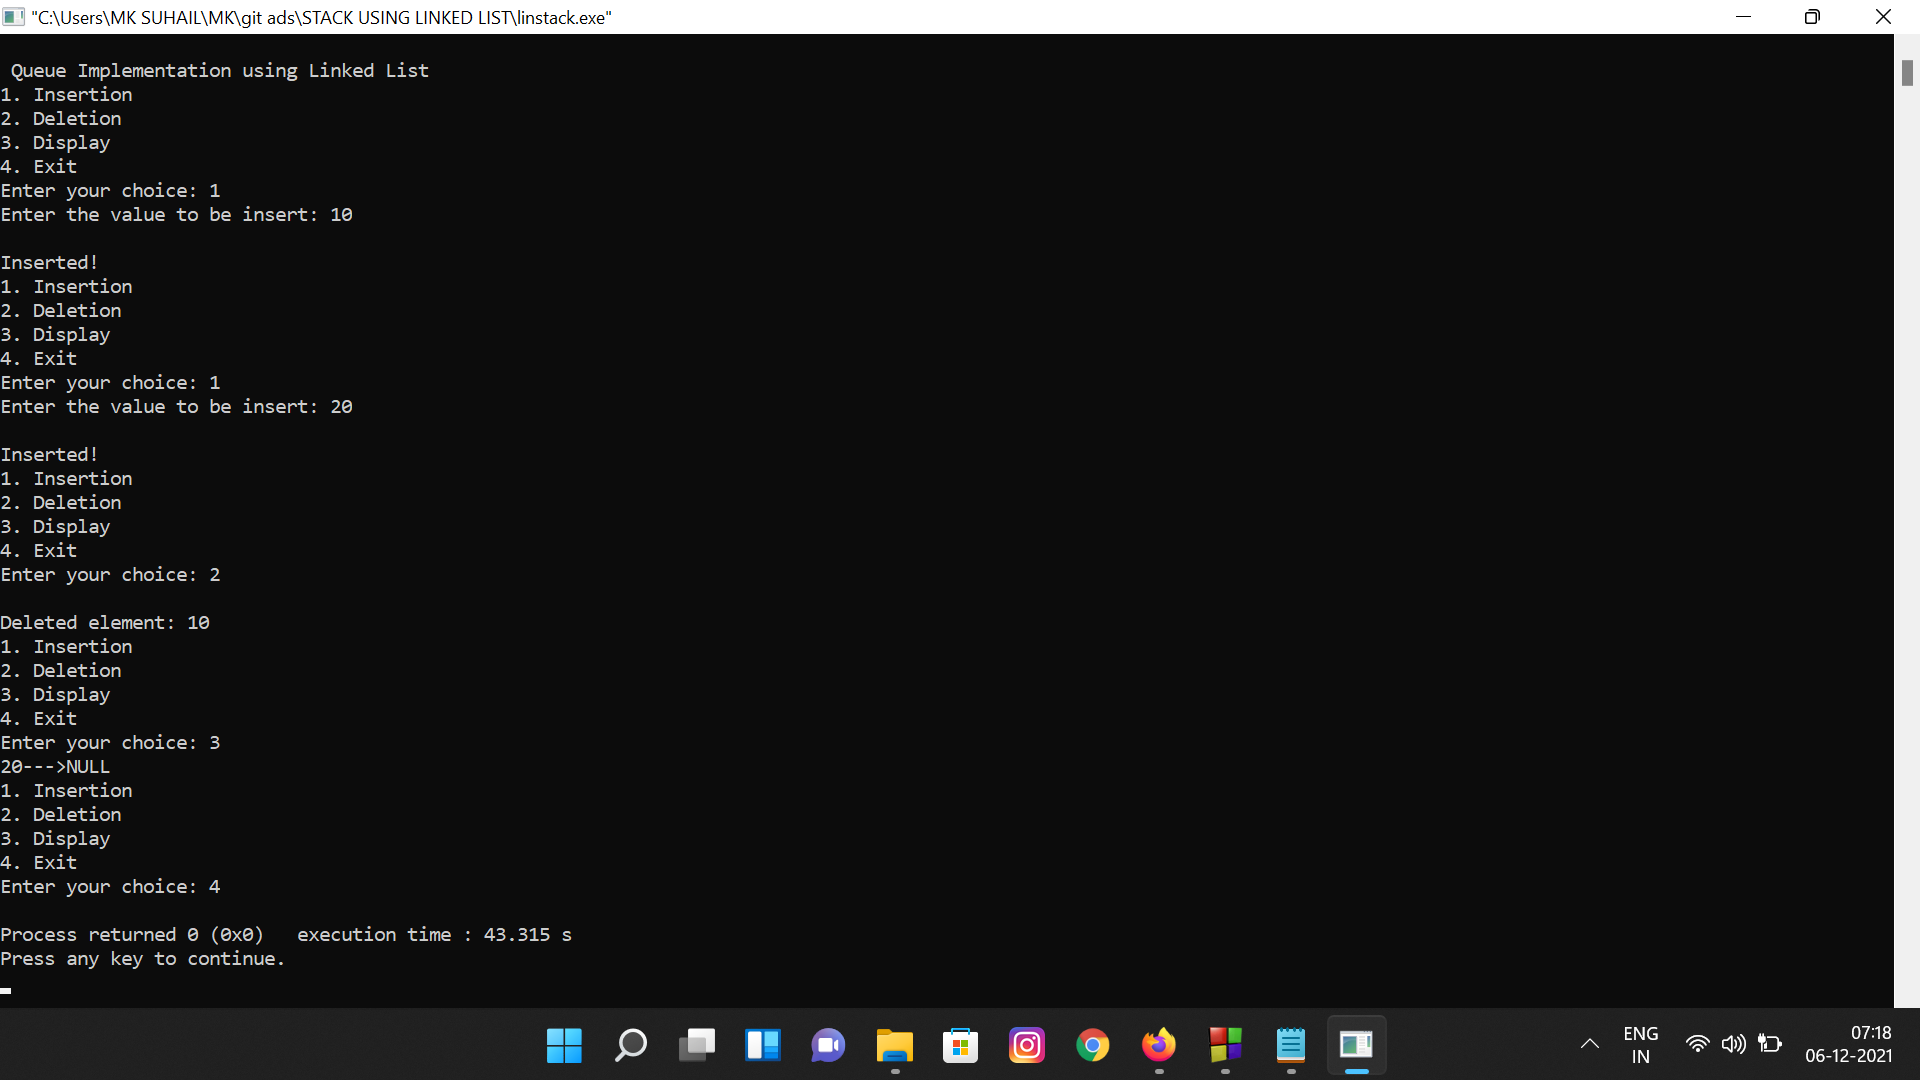 "C:\Users\MK SUHAIL\MK\git ads\STACK USING LINKED LIST\linstack.exe"
Queue Implementation using Linked List
1. Insertion
2. Deletion
3. Display
4. Exit
Enter your choice: 1
Enter the value to be insert: 10
Inserted!
1. Insertion
2. Deletion
3. Display
4. Exit
Enter your choice: 1
Enter the value to be insert: 20
Inserted!
1. Insertion
2. Deletion
3. Display
4. Exit
Enter your choice: 2
Deleted element: 10
1. Insertion
2. Deletion
3. Display
4. Exit
Enter your choice: 3
20--->NULL
1. Insertion
2. Deletion
3. Display
4. Exit
Enter your choice: 4
Process returned 0 (0x0)   execution time : 43.315 s
Press any key to continue.
ENG
IN
07:18
06-12-2021